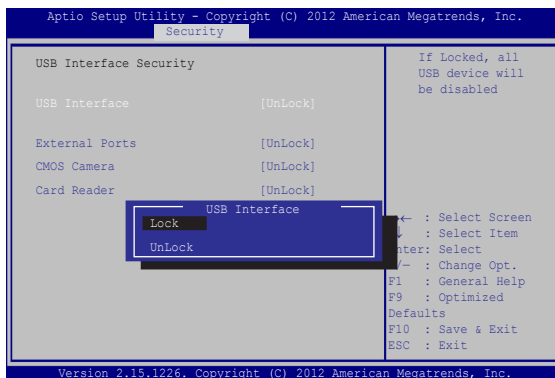 Aptio Setup Utility - Copyright (C) 2012 American Megatrends, Inc.
Security
USB Interface Security
USB Interface [UnLock]
External Ports [UnLock]
CMOS Camera [UnLock]
Card Reader [UnLock]
USB Interface
Lock
UnLock
If Locked, all
USB device will
be disabled
← : Select Screen
↓ : Select Item
nter: Select
/— : Change Opt.
F1 : General Help
F9 : Optimized
Defaults
F10 : Save & Exit
ESC : Exit
Version 2.15.1226. Copyright (C) 2012 American Megatrends, Inc.